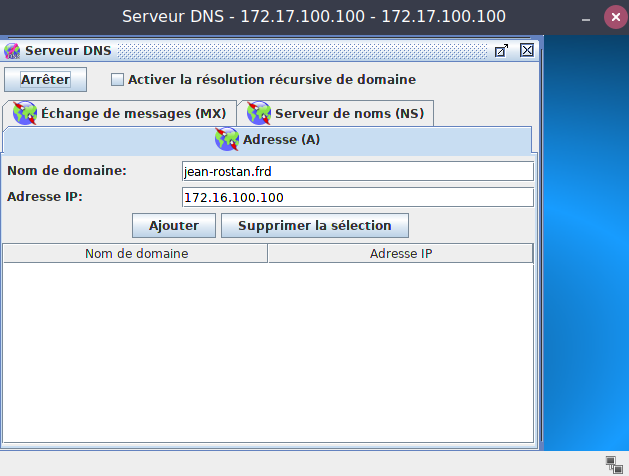 Serveur DNS - 172.17.100.100 - 172.17.100.100
Serveur DNS
Arrêter Activer la résolution récursive de domaine
Échange de messages (MX) Serveur de noms (NS)
Adresse (A)
Nom de domaine: jean-rostan.frd
Adresse IP: 172.16.100.100
Ajouter Supprimer la sélection
Nom de domaine Adresse IP